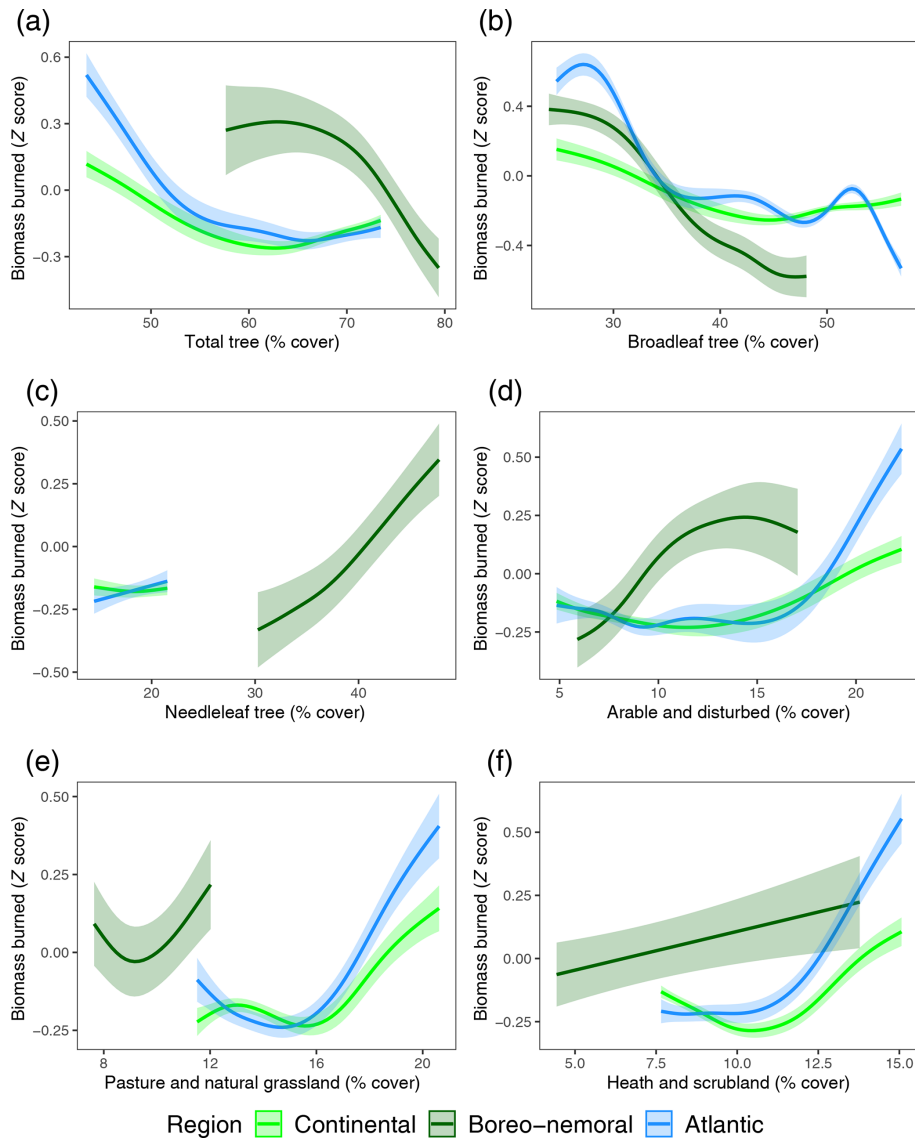 (a)
Biomass burned (Z score)
0.6
0.3
0.0
−0.3
50
60
70
80
Total tree (% cover)
(b)
Biomass burned (Z score)
0.4
0.0
−0.4
30
40
50
Broadleaf tree (% cover)
(c)
Biomass burned (Z score)
0.50
0.25
0.00
−0.25
−0.50
20
30
40
Needleleaf tree (% cover)
(d)
Biomass burned (Z score)
0.50
0.25
0.00
−0.25
5
10
15
20
Arable and disturbed (% cover)
(e)
Biomass burned (Z score)
0.50
0.25
0.00
−0.25
8
12
16
20
Pasture and natural grassland (% cover)
(f)
Biomass burned (Z score)
0.50
0.25
0.00
−0.25
5.0
7.5
10.0
12.5
15.0
Heath and scrubland (% cover)
Region Continental Boreo−nemoral Atlantic